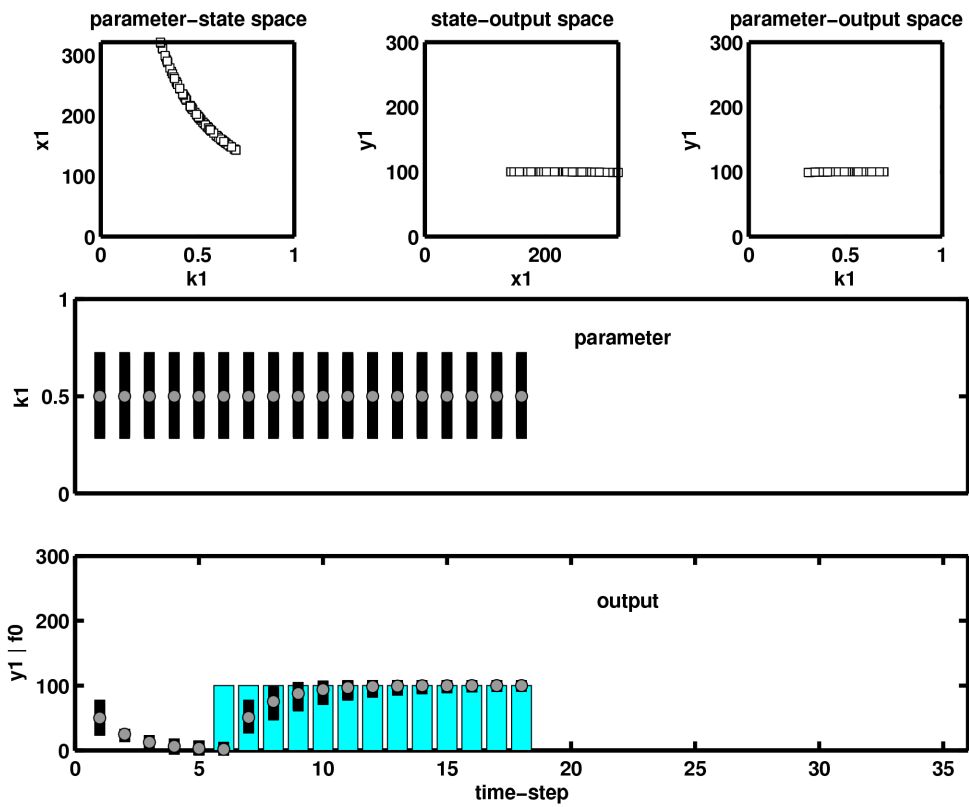 parameter−state space
state−output space
parameter−output space
300
200
100
0
x1
0
0.5
1
k1
300
200
100
0
y1
0
200
x1
300
200
100
0
y1
0
0.5
1
k1
1
0.5
0
k1
parameter
300
200
100
0
y1 | f0
output
0
5
10
15
20
25
30
35
time−step